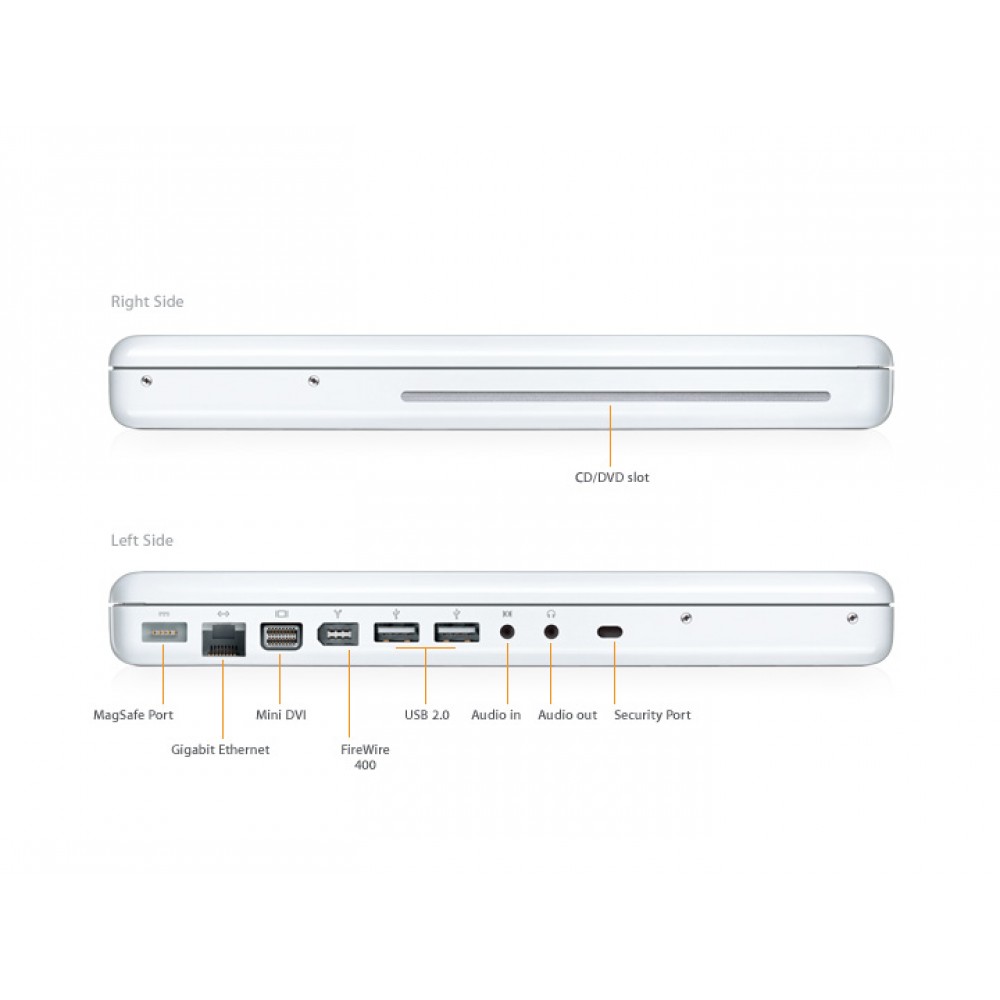 Right Side
CD/DVD slot
Left Side
MagSafe Port
Gigabit Ethernet
Mini DVI
FireWire
400
USB 2.0
Audio in
Audio out
Security Port